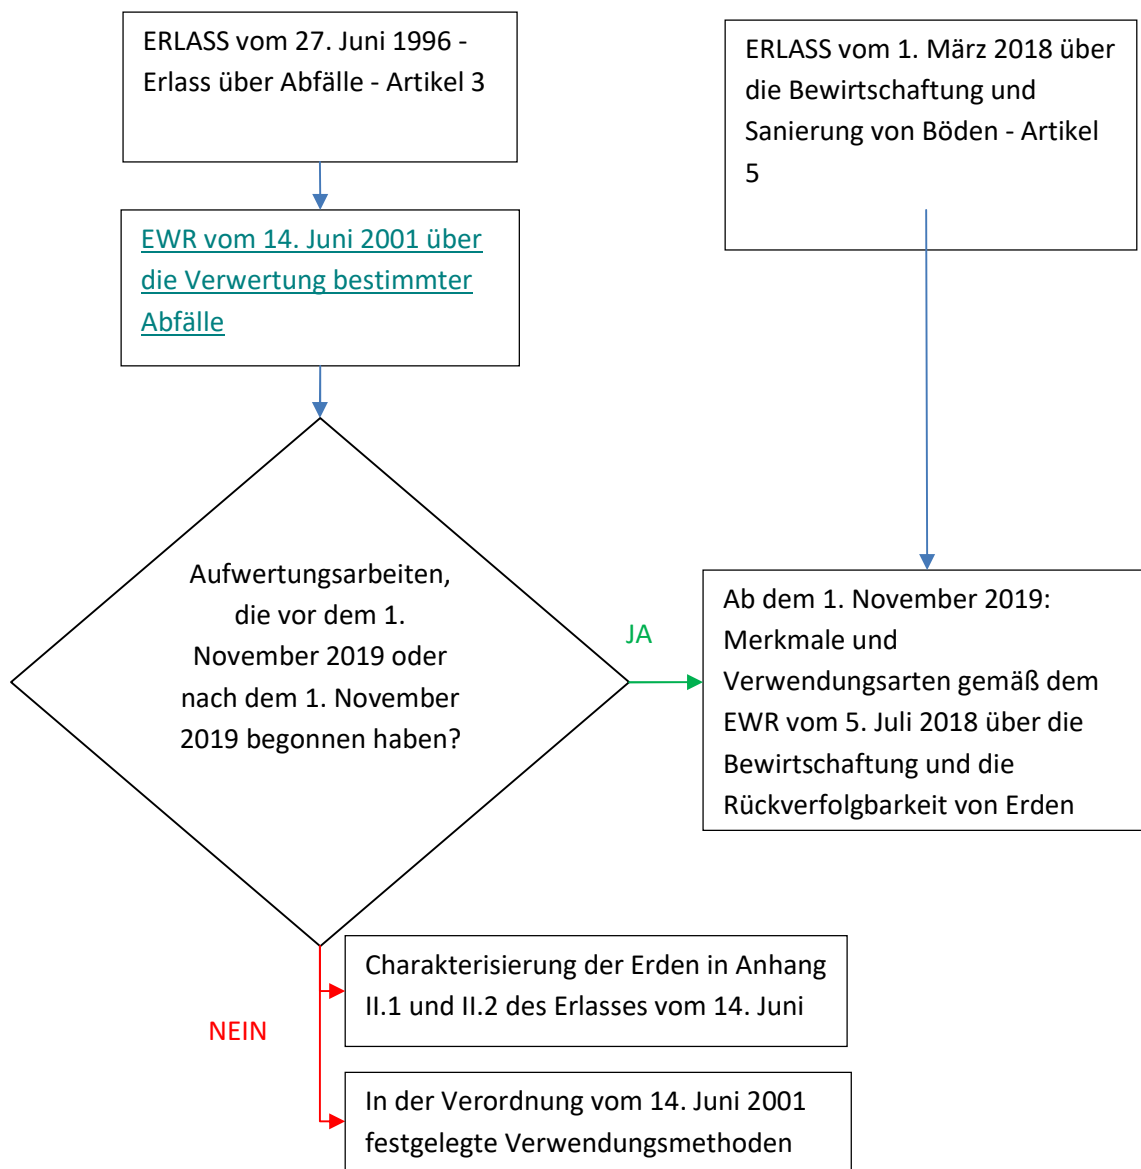 ERLASS vom 27. Juni 1996 -
Erlass über Abfälle - Artikel 3
ERLASS vom 1. März 2018 über
die Bewirtschaftung und
Sanierung von Böden - Artikel
5
EWR vom 14. Juni 2001 über
die Verwertung bestimmter
Abfälle
Aufwertungsarbeiten,
die vor dem 1.
November 2019 oder
nach dem 1. November
2019 begonnen haben?
JA
Ab dem 1. November 2019:
Merkmale und
Verwendungsarten gemäß dem
EWR vom 5. Juli 2018 über die
Bewirtschaftung und die
Rückverfolgbarkeit von Erden
NEIN
Charakterisierung der Erden in Anhang
II.1 und II.2 des Erlasses vom 14. Juni
In der Verordnung vom 14. Juni 2001
festgelegte Verwendungsmethoden